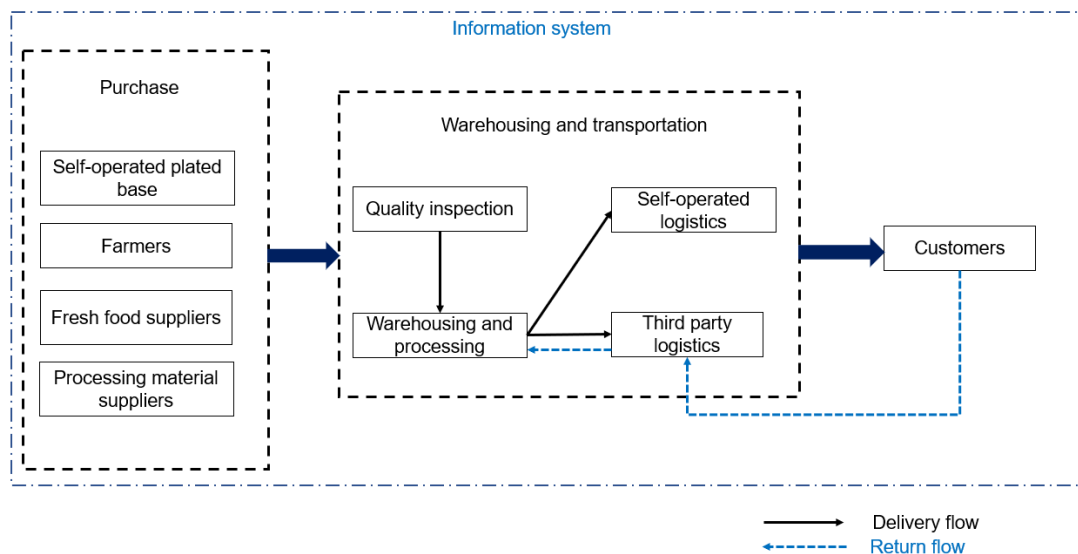 Information system
Purchase
Self-operated plated
base
Farmers
Fresh food suppliers
Processing material
suppliers
Warehousing and transportation
Quality inspection
Warehousing and
processing
Self-operated
logistics
Third party
logistics
Customers
Delivery flow
Return flow